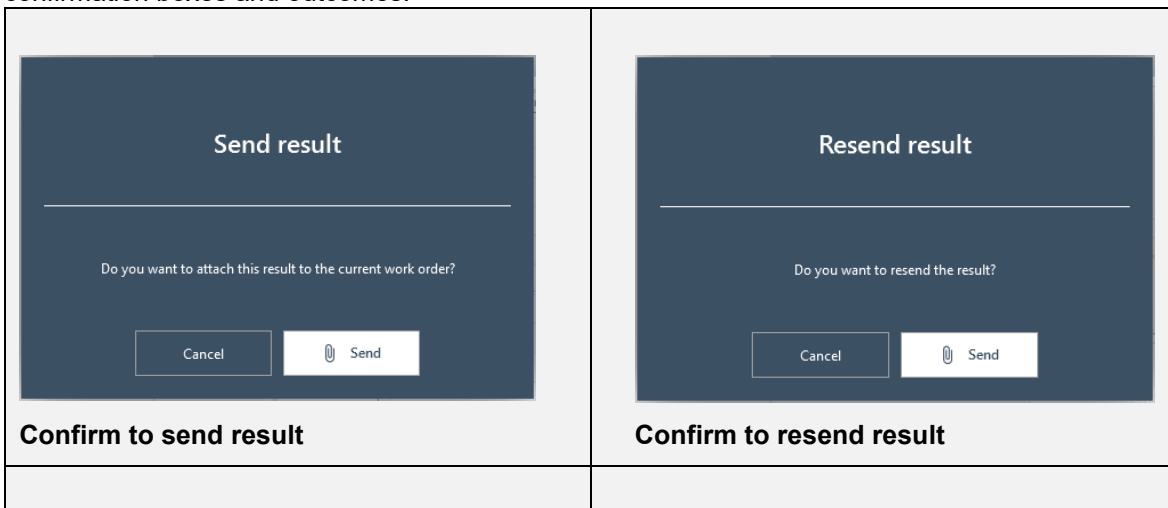 confirmation boxes and outcomes.
Send result
Do you want to attach this result to the current work order?
Cancel
Send
Confirm to send result
Resend result
Do you want to resend the result?
Cancel
Send
Confirm to resend result